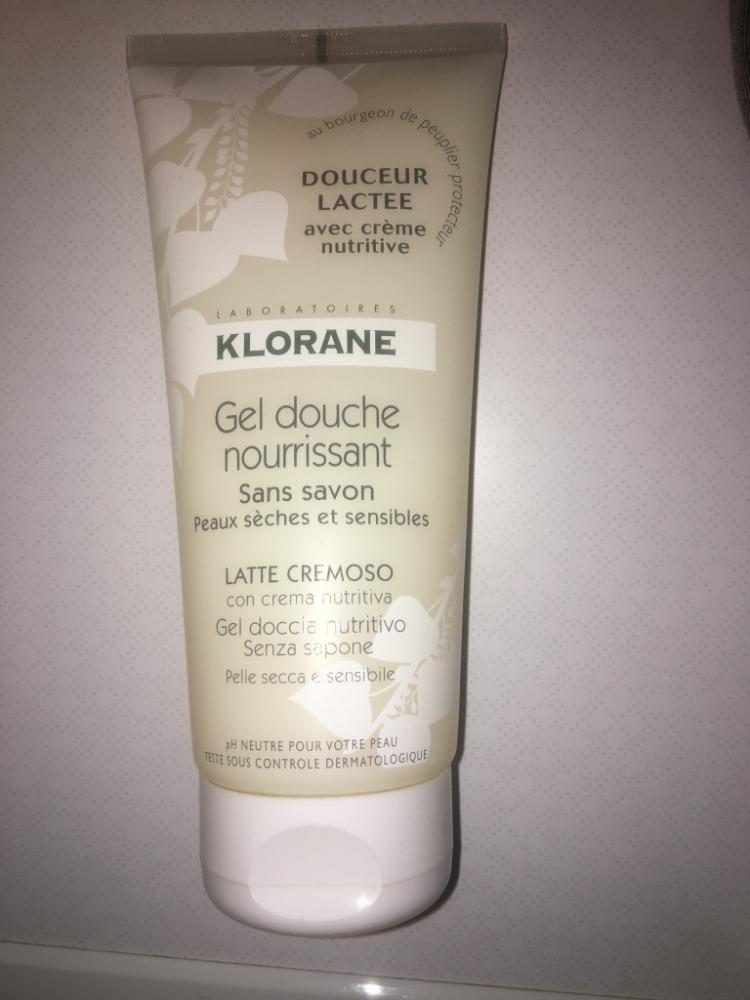 au bourgeon de peuplier protecteur
DOUCEUR
LACTEE
avec crème
nutritive
LABORATOIRES
KLORANE
Gel douche
nourrissant
Sans savon
Peaux sèches et sensibles
LATTE CREMOSO
con crema nutritiva
Gel doccia nutritivo
Senza sapone
Pelle secca e sensibile
pH NEUTRE POUR VOTRE PEAU
TESTE SOUS CONTROLE DERMATOLOGIQUE